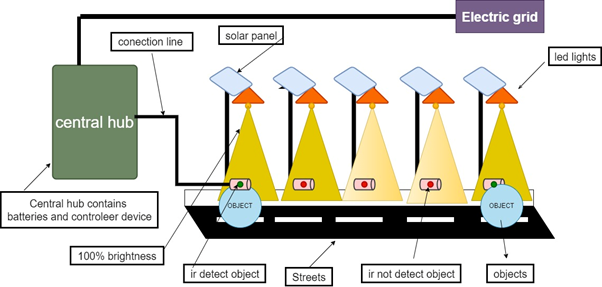 Electric grid
solar panel
conection line
led lights
central hub
Central hub contains
batteries and controleer device
OBJECT
OBJECT
100% brightness
ir detect object
Streets
ir not detect object
objects